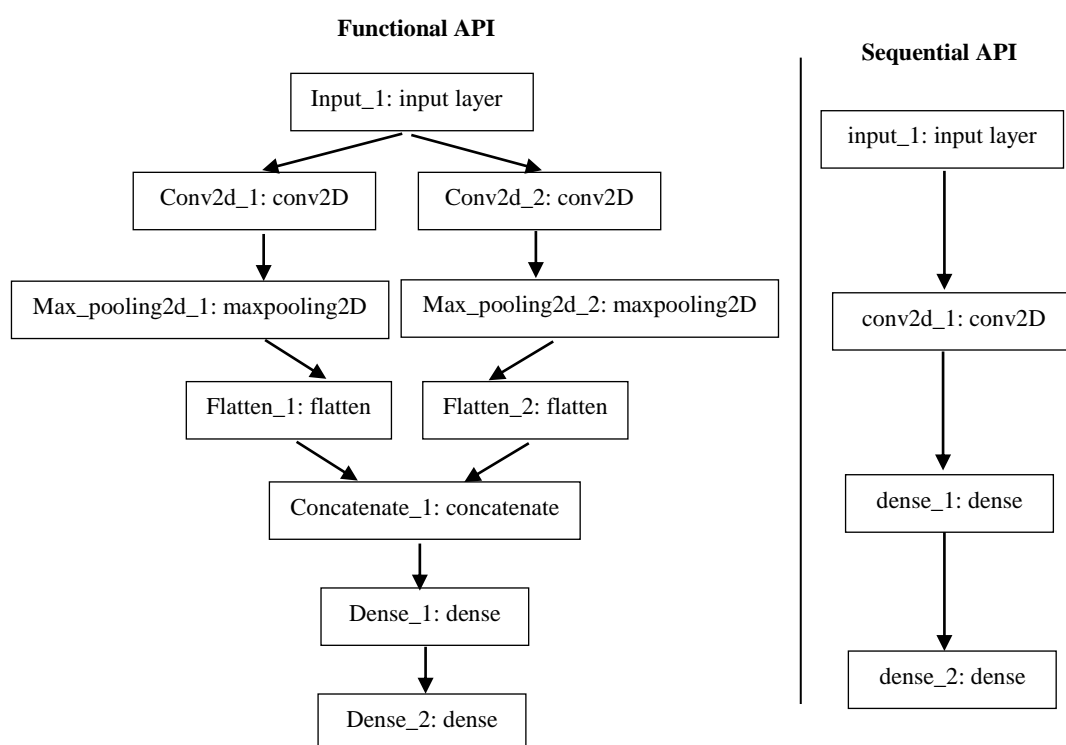 Functional API
Input_1: input layer
Conv2d_1: conv2D
Conv2d_2: conv2D
Max_pooling2d_1: maxpooling2D
Max_pooling2d_2: maxpooling2D
Flatten_1: flatten
Flatten_2: flatten
Concatenate_1: concatenate
Dense_1: dense
Dense_2: dense
Sequential API
input_1: input layer
conv2d_1: conv2D
dense_1: dense
dense_2: dense